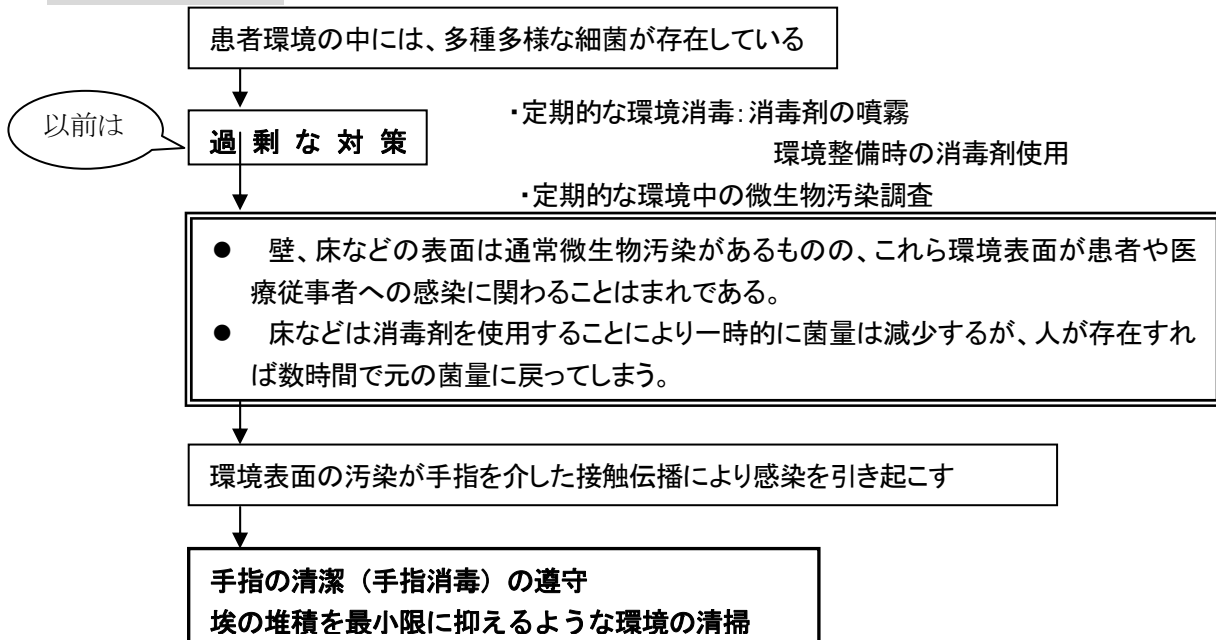 患者環境の中には、多種多様な細菌が存在している
以前は
過 剰 な 対 策
・定期的な環境消毒：消毒剤の噴霧
環境整備時の消毒剤使用
・定期的な環境中の微生物汚染調査
● 壁、床などの表面は通常微生物汚染があるものの、これら環境表面が患者や医
療従事者への感染に関わることはまれである。
● 床などは消毒剤を使用することにより一時的に菌量は減少するが、人が存在すれ
ば数時間で元の菌量に戻ってしまう。
環境表面の汚染が手指を介した接触伝播により感染を引き起こす
手指の清潔（手指消毒）の遵守
埃の堆積を最小限に抑えるような環境の清掃